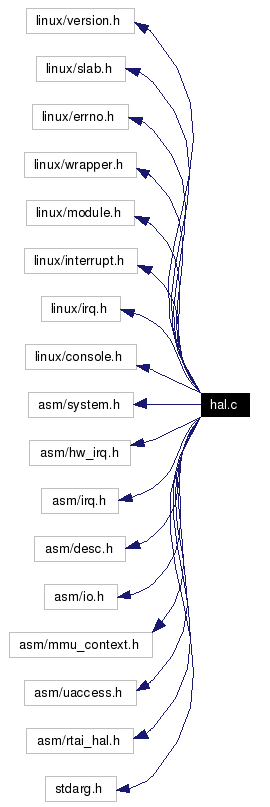 linux/version.h
linux/slab.h
linux/errno.h
linux/wrapper.h
linux/module.h
linux/interrupt.h
linux/irq.h
linux/console.h
hal.c
asm/system.h
asm/hw_irq.h
asm/irq.h
asm/desc.h
asm/io.h
asm/mmu_context.h
asm/uaccess.h
asm/rtai_hal.h
stdarg.h